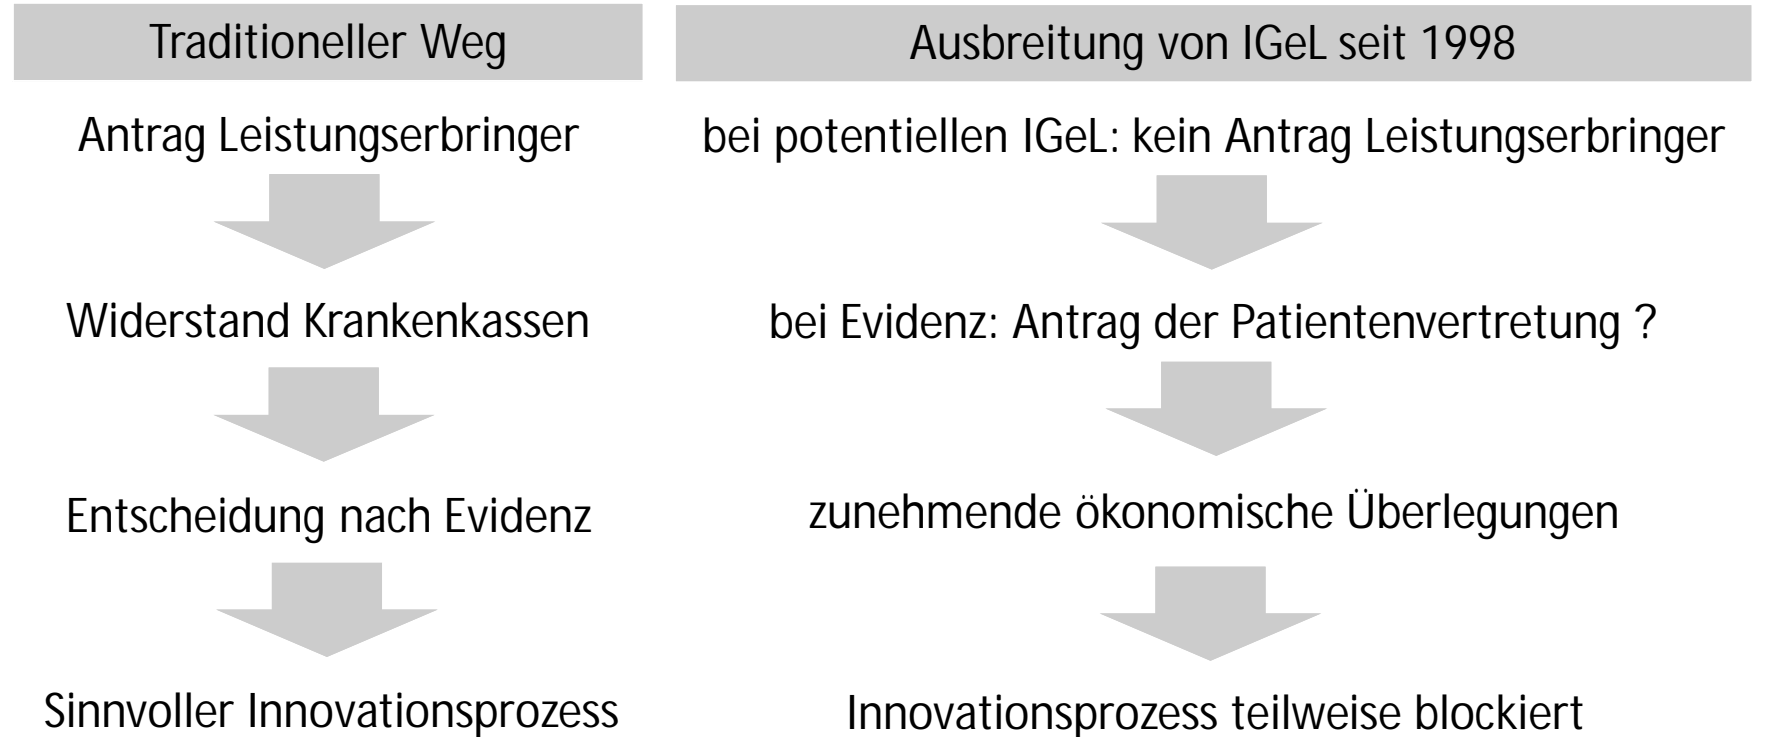 Traditioneller Weg
Antrag Leistungserbringer
Widerstand Krankenkassen
Entscheidung nach Evidenz
Sinnvoller Innovationsprozess
Ausbreitung von IGeL seit 1998
bei potentiellen IGeL: kein Antrag Leistungserbringer
bei Evidenz: Antrag der Patientenvertretung ?
zunehmende ökonomische Überlegungen
Innovationsprozess teilweise blockiert